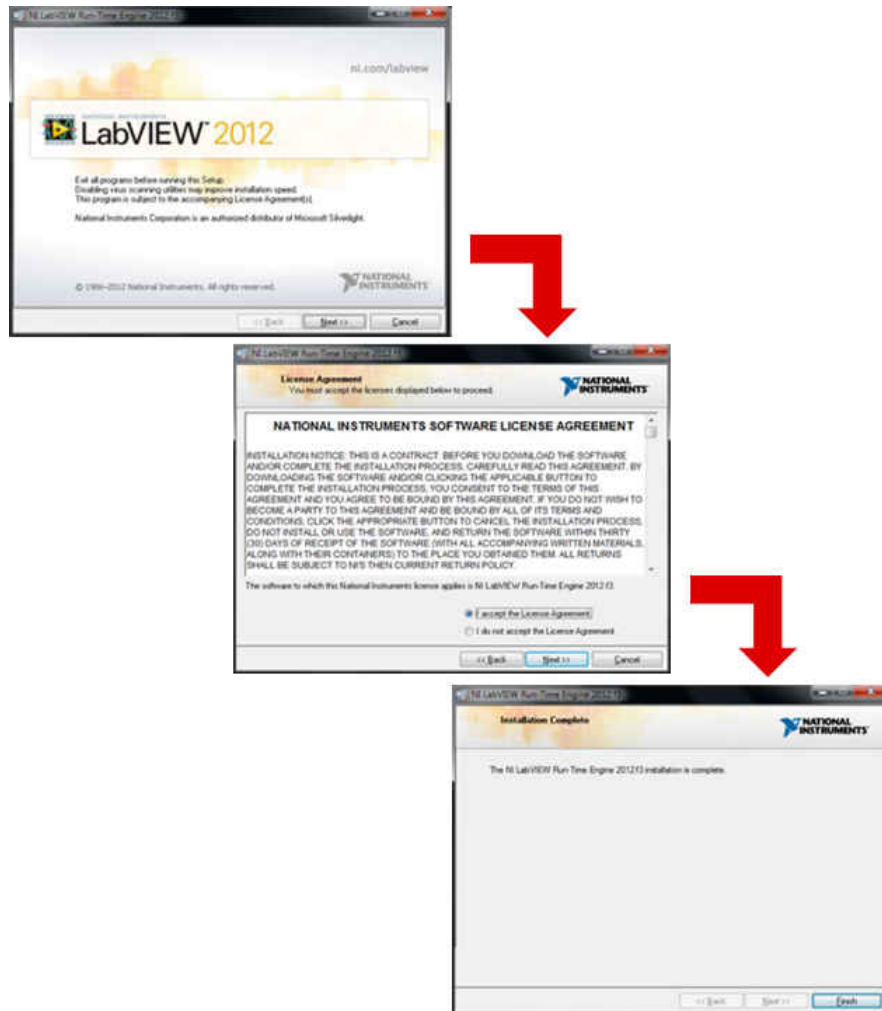 NI LabVIEW Run-Time Engine 2012 f3
ni.com/labview
NATIONAL INSTRUMENTS
LabVIEW™ 2012
Exit all programs before running this Setup.
Disabling virus scanning utilities may improve installation speed.
This program is subject to the accompanying License Agreement(s).
National Instruments Corporation is an authorized distributor of Microsoft Silverlight.
© 1986–2012 National Instruments. All rights reserved.
NATIONAL
INSTRUMENTS
<< Back Next >> Cancel
NI LabVIEW Run-Time Engine 2012 f3
License Agreement
You must accept the licenses displayed below to proceed.
NATIONAL
INSTRUMENTS
NATIONAL INSTRUMENTS SOFTWARE LICENSE AGREEMENT
INSTALLATION NOTICE: THIS IS A CONTRACT. BEFORE YOU DOWNLOAD THE SOFTWARE
AND/OR COMPLETE THE INSTALLATION PROCESS, CAREFULLY READ THIS AGREEMENT. BY
DOWNLOADING THE SOFTWARE AND/OR CLICKING THE APPLICABLE BUTTON TO
COMPLETE THE INSTALLATION PROCESS, YOU CONSENT TO THE TERMS OF THIS
AGREEMENT AND YOU AGREE TO BE BOUND BY THIS AGREEMENT. IF YOU DO NOT WISH TO
BECOME A PARTY TO THIS AGREEMENT AND BE BOUND BY ALL OF ITS TERMS AND
CONDITIONS, CLICK THE APPROPRIATE BUTTON TO CANCEL THE INSTALLATION PROCESS,
DO NOT INSTALL OR USE THE SOFTWARE, AND RETURN THE SOFTWARE WITHIN THIRTY
(30) DAYS OF RECEIPT OF THE SOFTWARE (WITH ALL ACCOMPANYING WRITTEN MATERIALS,
ALONG WITH THEIR CONTAINERS) TO THE PLACE YOU OBTAINED THEM. ALL RETURNS
SHALL BE SUBJECT TO NI'S THEN CURRENT RETURN POLICY.
The software to which this National Instruments license applies is NI LabVIEW Run-Time Engine 2012 f3.
I accept the License Agreement.
I do not accept the License Agreement.
<< Back Next >> Cancel
NI LabVIEW Run-Time Engine 2012 f3
Installation Complete
NATIONAL
INSTRUMENTS
The NI LabVIEW Run-Time Engine 2012 f3 installation is complete.
<< Back Next >> Finish